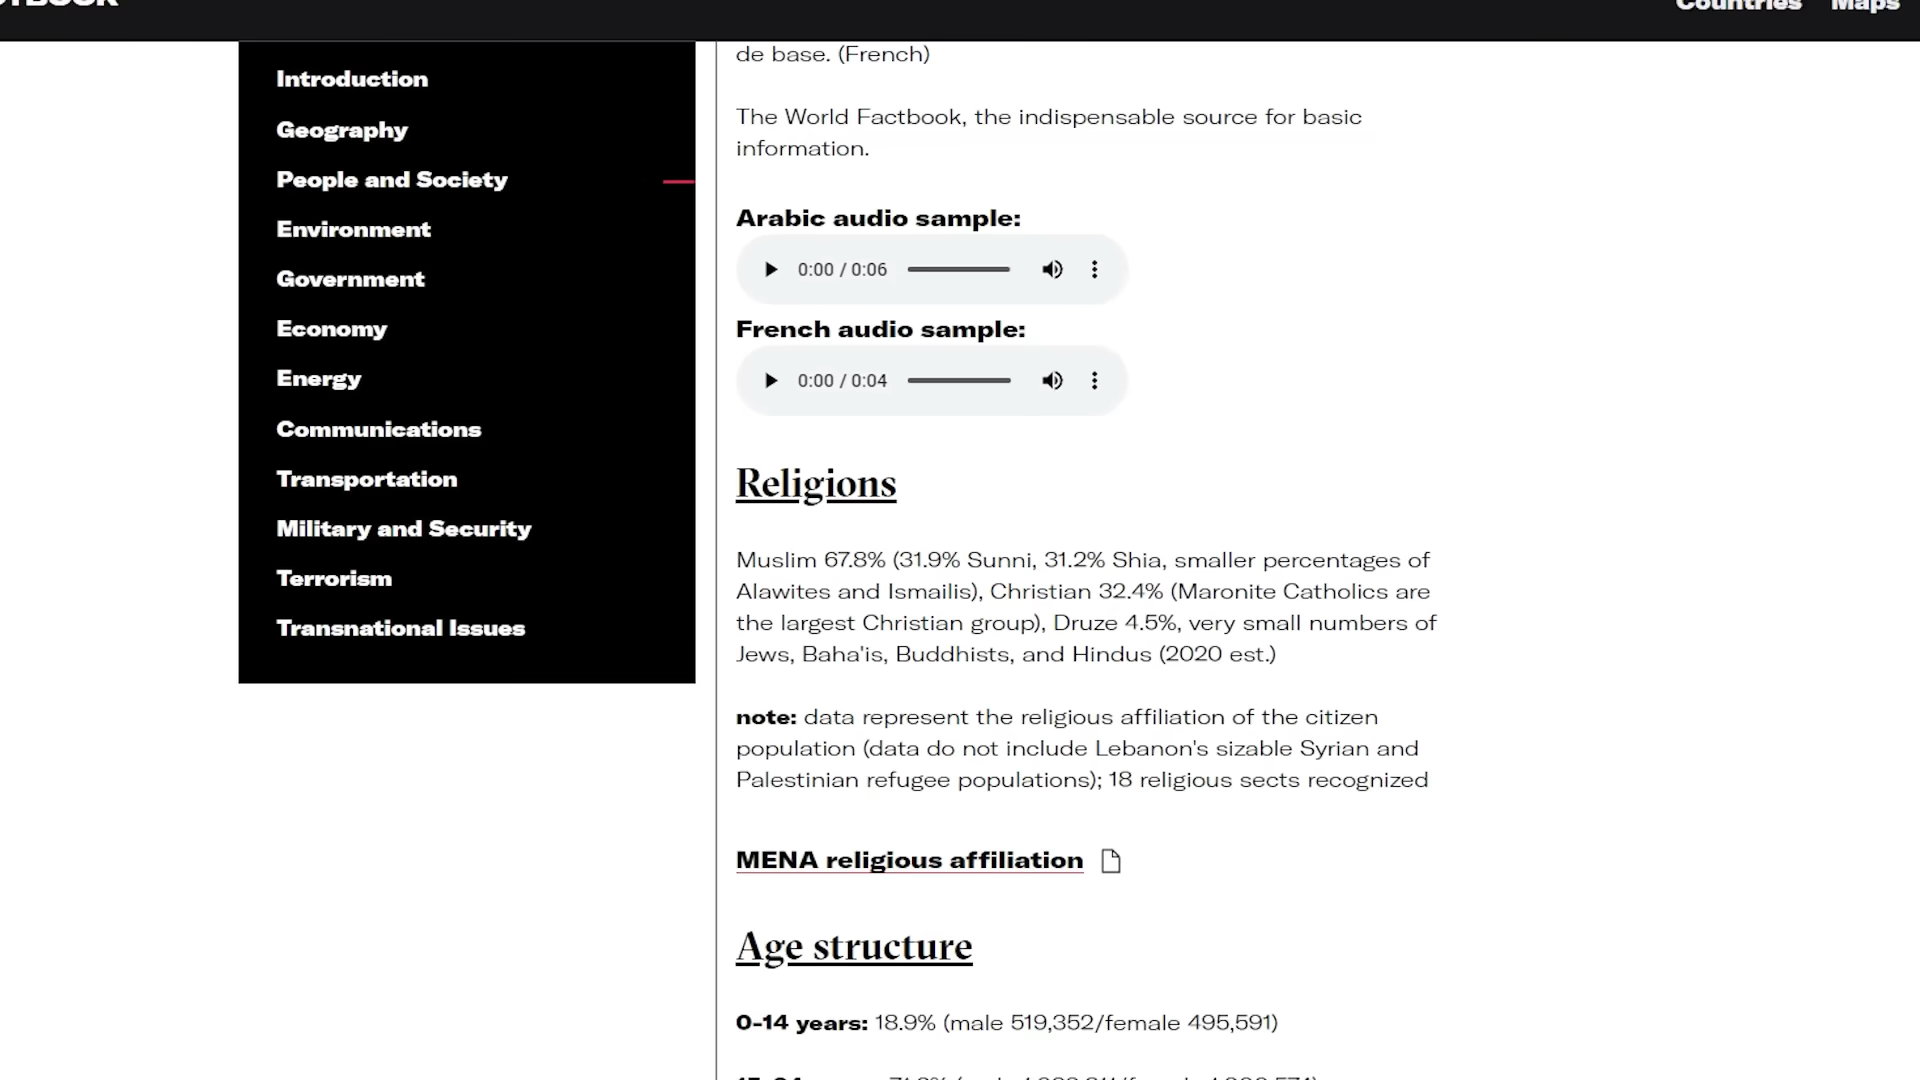 Countries Maps
Introduction
Geography
People and Society
Environment
Government
Economy
Energy
Communications
Transportation
Military and Security
Terrorism
Transnational Issues
de base. (French)
The World Factbook, the indispensable source for basic
information.
Arabic audio sample:
0:00 / 0:06
French audio sample:
0:00 / 0:04
Religions
Muslim 67.8% (31.9% Sunni, 31.2% Shia, smaller percentages of
Alawites and Ismailis), Christian 32.4% (Maronite Catholics are
the largest Christian group), Druze 4.5%, very small numbers of
Jews, Baha'is, Buddhists, and Hindus (2020 est.)
note: data represent the religious affiliation of the citizen
population (data do not include Lebanon's sizable Syrian and
Palestinian refugee populations); 18 religious sects recognized
MENA religious affiliation
Age structure
0-14 years: 18.9% (male 519,352/female 495,591)